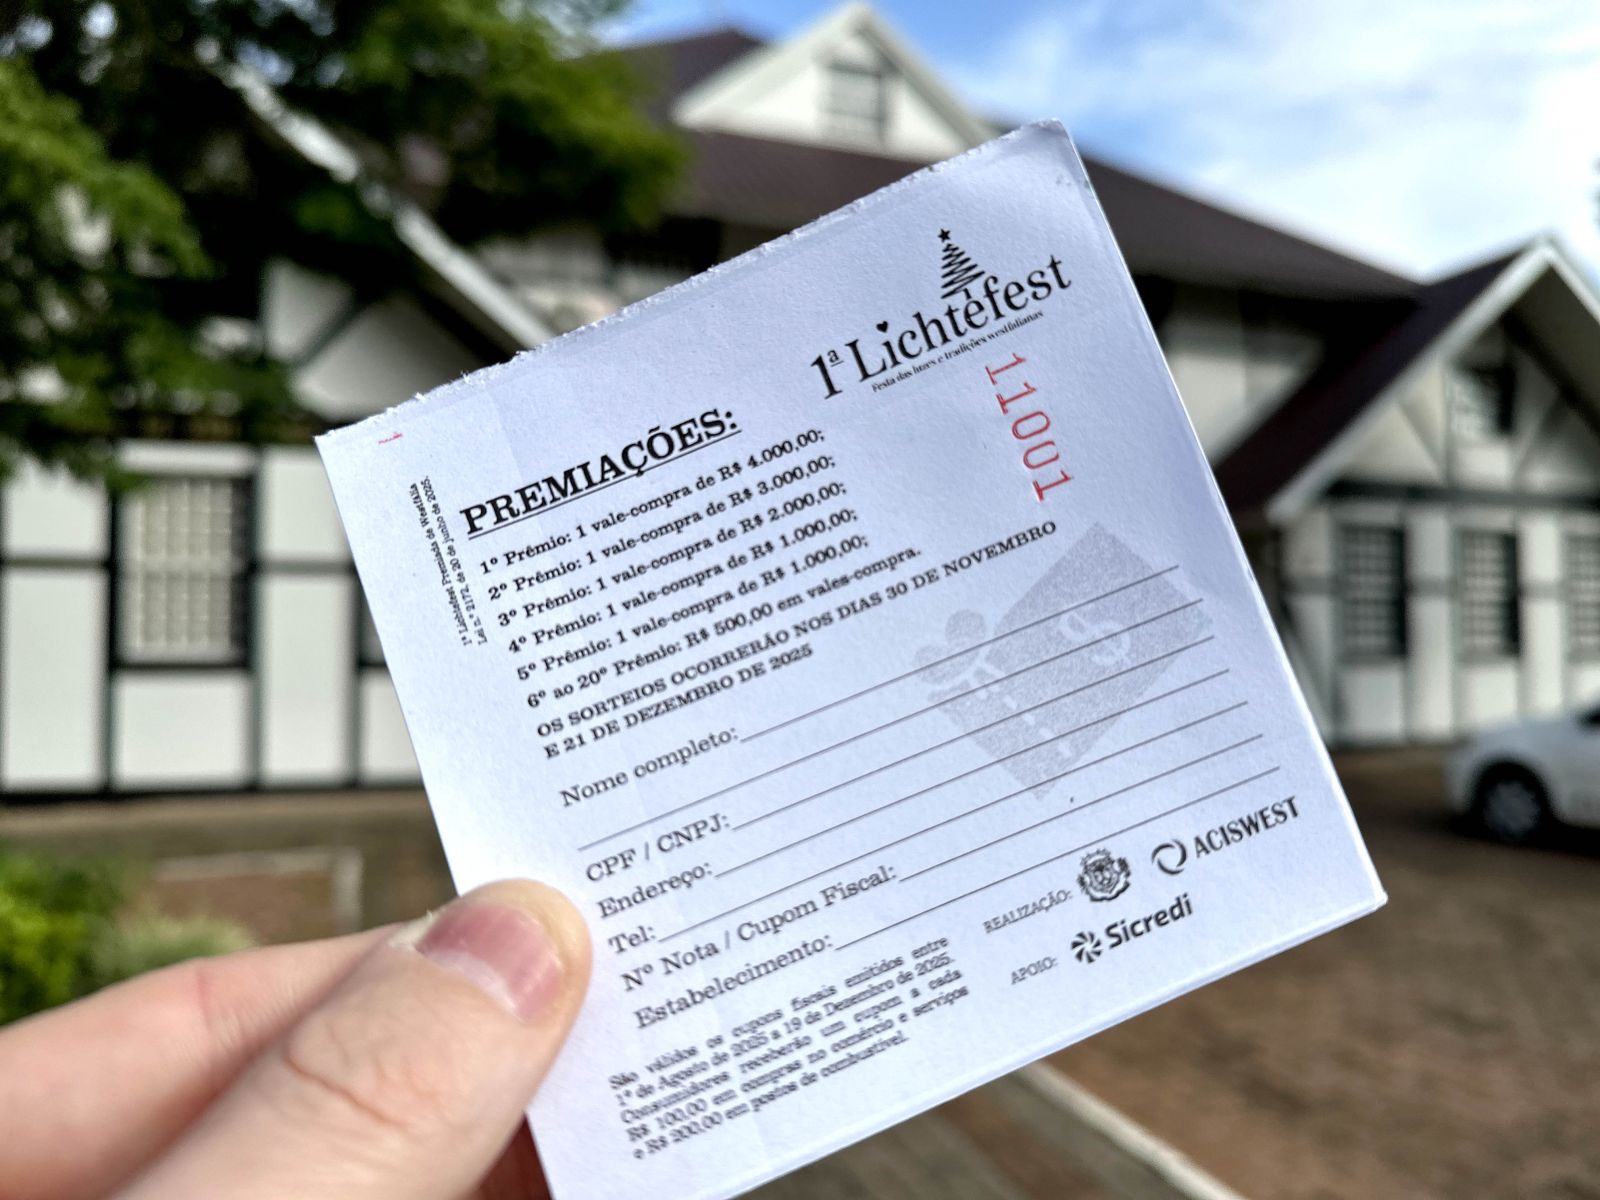 1ª Lichtefest
Festa das luzes e tradições westfalianas
11001
1
1ª Lichtefest Premiada de Westfália
Lei n.º 2172, de 20 de junho de 2025.
PREMIAÇÕES:
1º Prêmio: 1 vale-compra de R$ 4.000,00;
2º Prêmio: 1 vale-compra de R$ 3.000,00;
3º Prêmio: 1 vale-compra de R$ 2.000,00;
4º Prêmio: 1 vale-compra de R$ 1.000,00;
5º Prêmio: 1 vale-compra de R$ 1.000,00;
6º ao 20º Prêmio: R$ 500,00 em vales-compra.
OS SORTEIOS OCORRERÃO NOS DIAS 30 DE NOVEMBRO
E 21 DE DEZEMBRO DE 2025
Nome completo:
CPF / CNPJ:
Endereço:
Tel:
Nº Nota / Cupom Fiscal:
Estabelecimento:
São válidos os cupons fiscais emitidos entre
1º de Agosto de 2025 a 19 de Dezembro de 2025.
Consumidores receberão um cupom a cada
R$ 100,00 em compras no comércio e serviços
e R$ 200,00 em postos de combustível.
REALIZAÇÃO:
ACISWEST
APOIO:
Sicredi